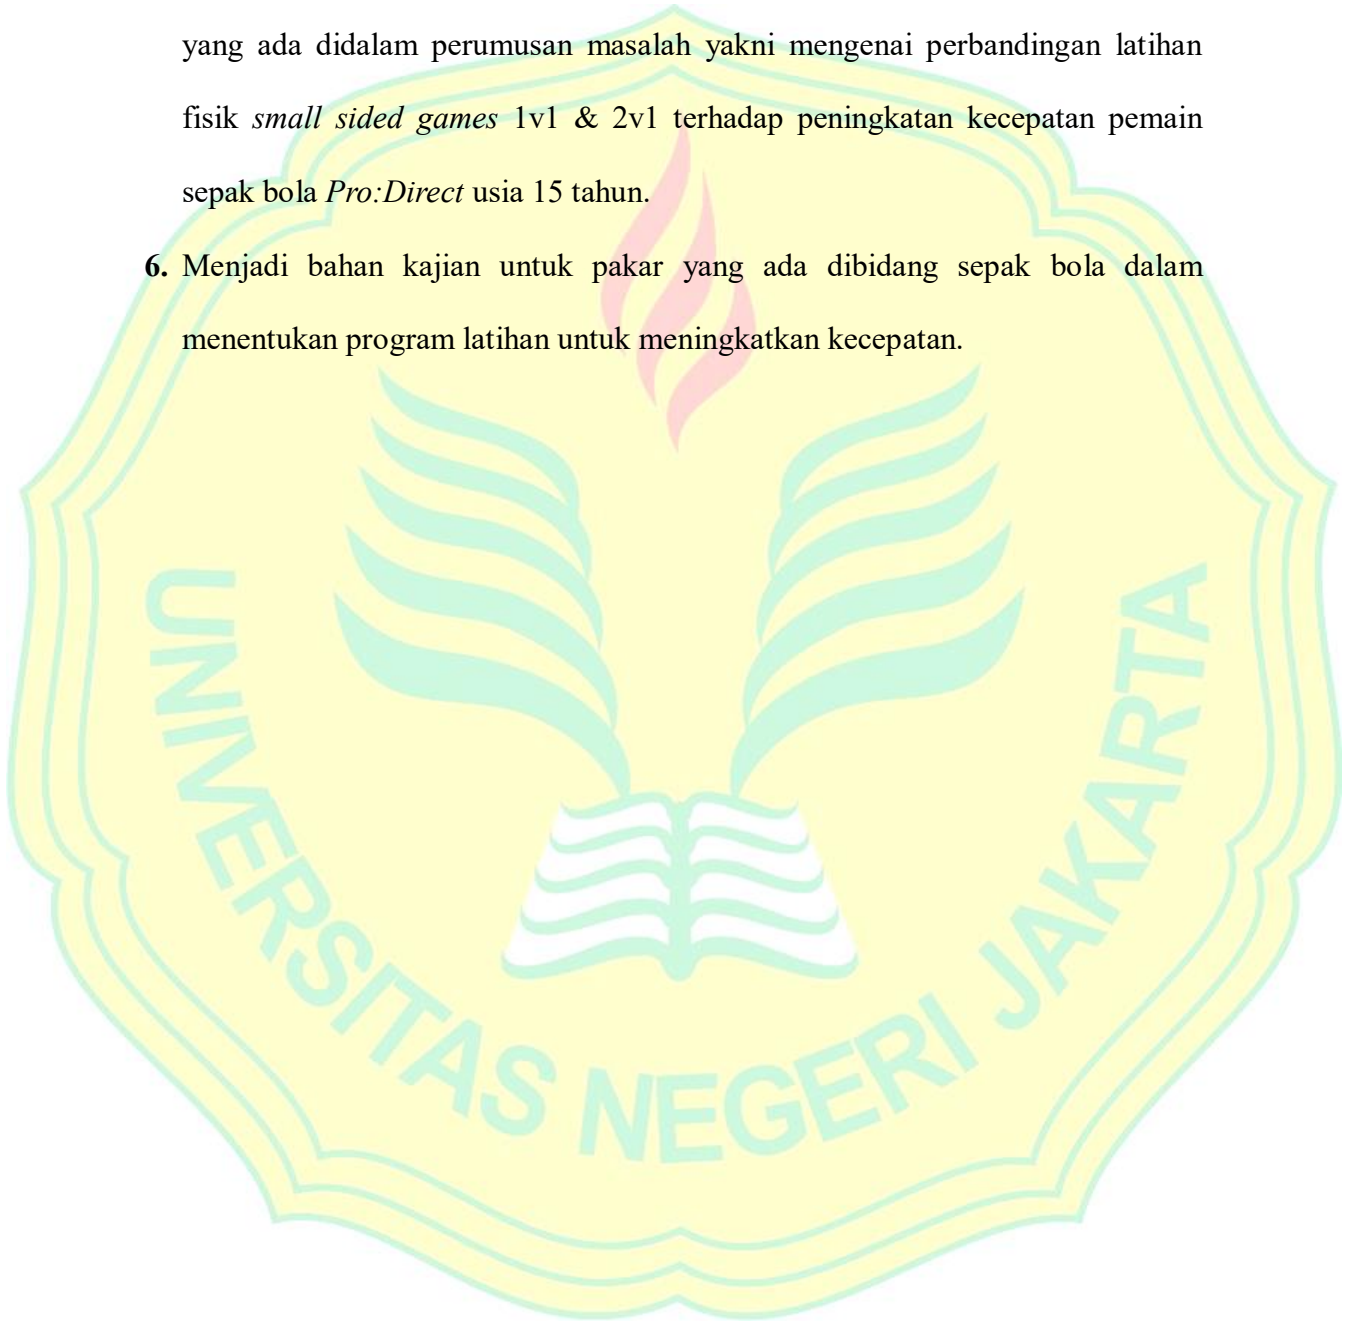 yang ada didalam perumusan masalah yakni mengenai perbandingan latihan
fisik small sided games 1v1 & 2v1 terhadap peningkatan kecepatan pemain
sepak bola Pro:Direct usia 15 tahun.
6. Menjadi bahan kajian untuk pakar yang ada dibidang sepak bola dalam
menentukan program latihan untuk meningkatkan kecepatan.
UNIVERSITAS NEGERI JAKARTA